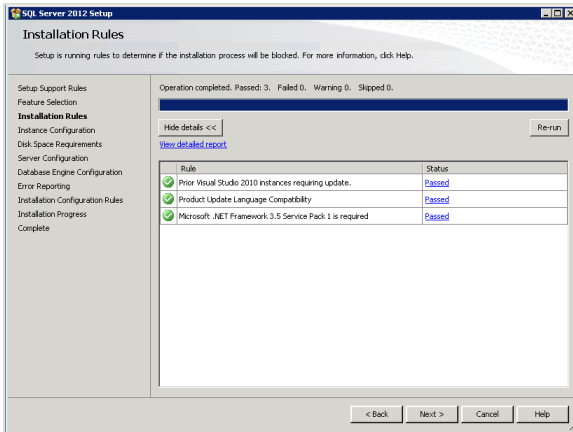 SQL Server 2012 Setup
Installation Rules
Setup is running rules to determine if the installation process will be blocked. For more information, click Help.
Setup Support Rules
Feature Selection
Installation Rules
Instance Configuration
Disk Space Requirements
Server Configuration
Database Engine Configuration
Error Reporting
Installation Configuration Rules
Installation Progress
Complete
Operation completed. Passed: 3. Failed 0. Warning 0. Skipped 0.
Hide details <<
Re-run
View detailed report
Rule Status
Prior Visual Studio 2010 instances requiring update. Passed
Product Update Language Compatibility Passed
Microsoft .NET Framework 3.5 Service Pack 1 is required Passed
< Back Next > Cancel Help